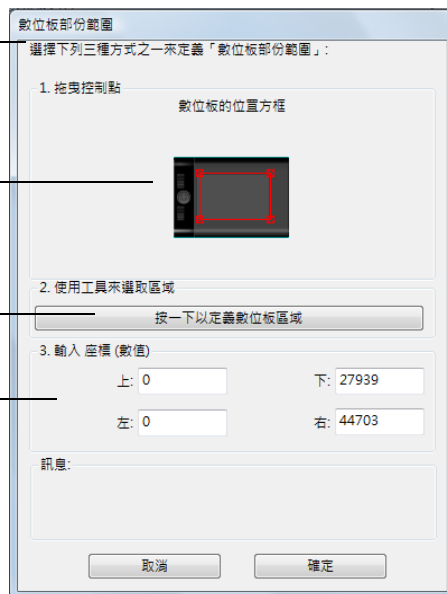 數位板部份範圍
選擇下列三種方式之一來定義「數位板部份範圍」:
1. 拖曳控制點
數位板的位置方框
2. 使用工具來選取區域
按一下以定義數位板區域
3. 輸入 座標 (數值)
上: 0 下: 27939
左: 0 右: 44703
訊息:
取消 確定